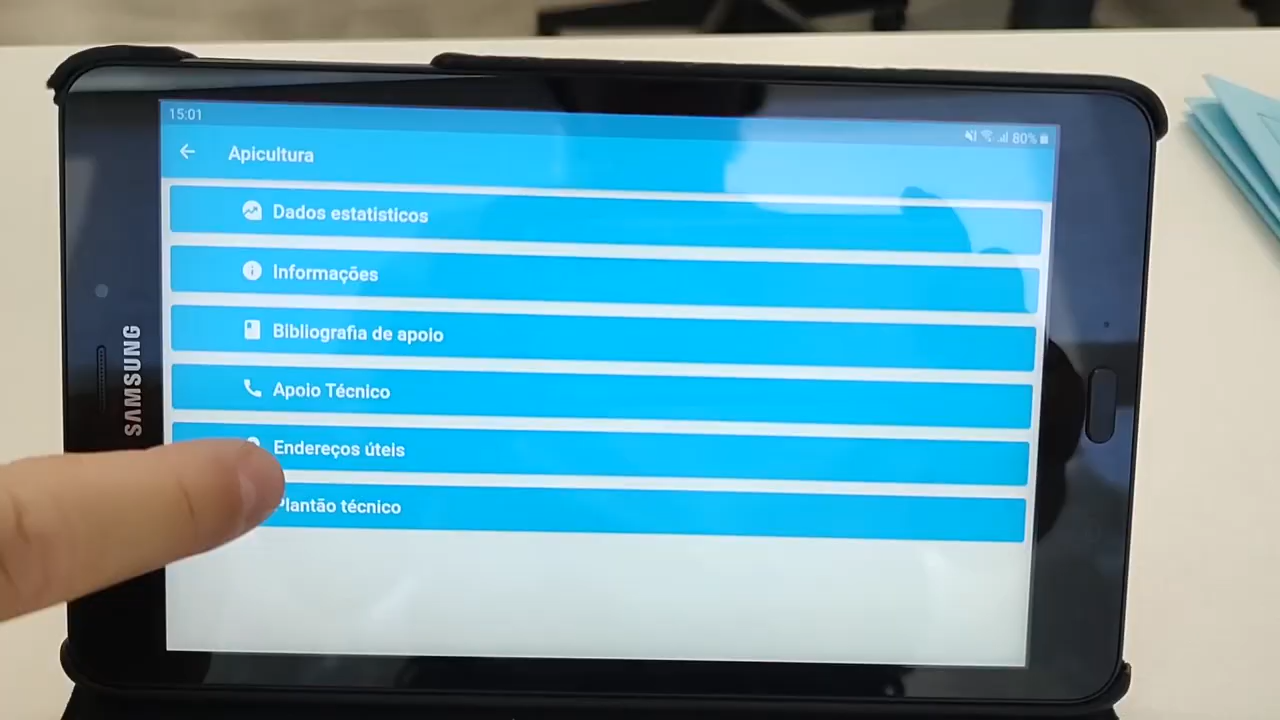 15:01
80%
Apicultura
Dados estatisticos
Informações
Bibliografia de apoio
Apoio Técnico
Endereços úteis
Plantão técnico
SAMSUNG